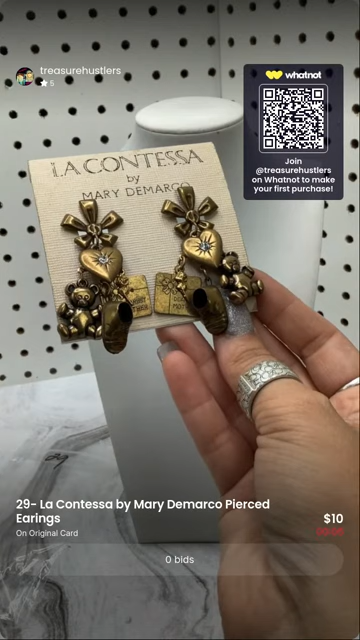 treasurehustlers
★ 5
whatnot
Join
@treasurehustlers
on Whatnot to make
your first purchase!
LA CONTESSA
by
MARY DEMARCO
29- La Contessa by Mary Demarco Pierced
Earings
$10
On Original Card
0 bids